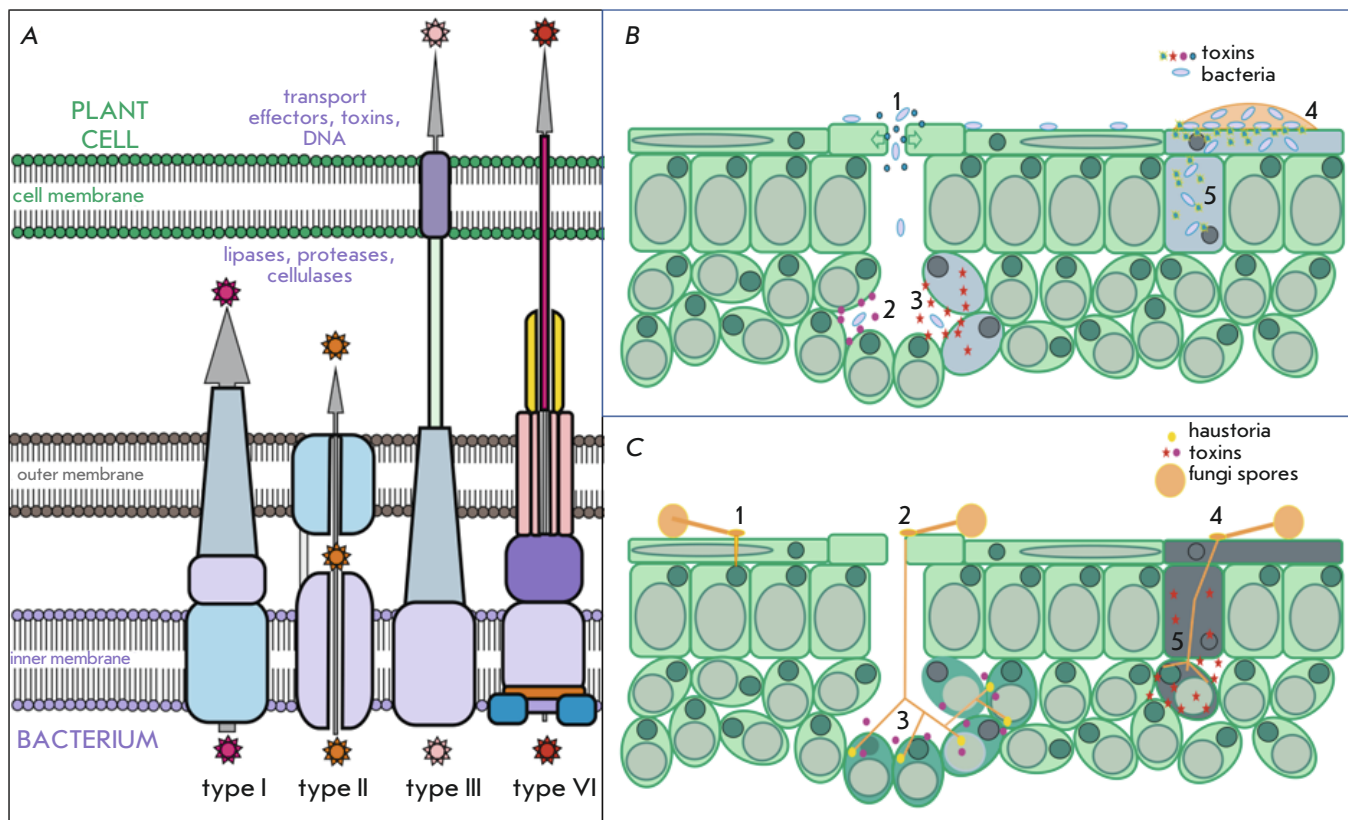 A
PLANT
CELL
transport
effectors, toxins,
DNA
cell membrane
lipases, proteases,
cellulases
outer membrane
inner membrane
BACTERIUM
type I
type II
type III
type VI
B
toxins
bacteria
1
2
3
4
5
C
haustoria
toxins
fungi spores
1
2
3
4
5